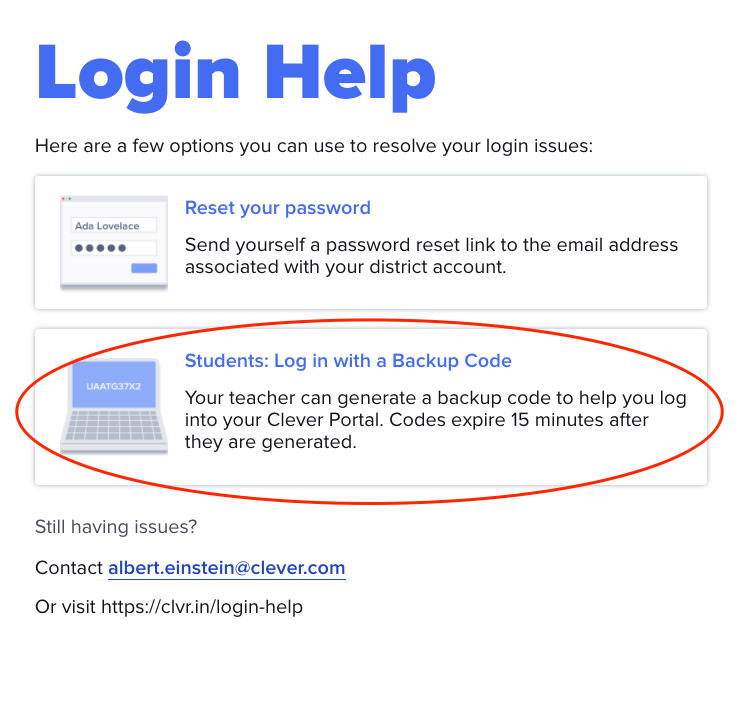 Login Help
Here are a few options you can use to resolve your login issues:
Ada Lovelace
Reset your password
Send yourself a password reset link to the email address
associated with your district account.
UAATG37X2
Students: Log in with a Backup Code
Your teacher can generate a backup code to help you log
into your Clever Portal. Codes expire 15 minutes after
they are generated.
Still having issues?
Contact albert.einstein@clever.com
Or visit https://clvr.in/login-help